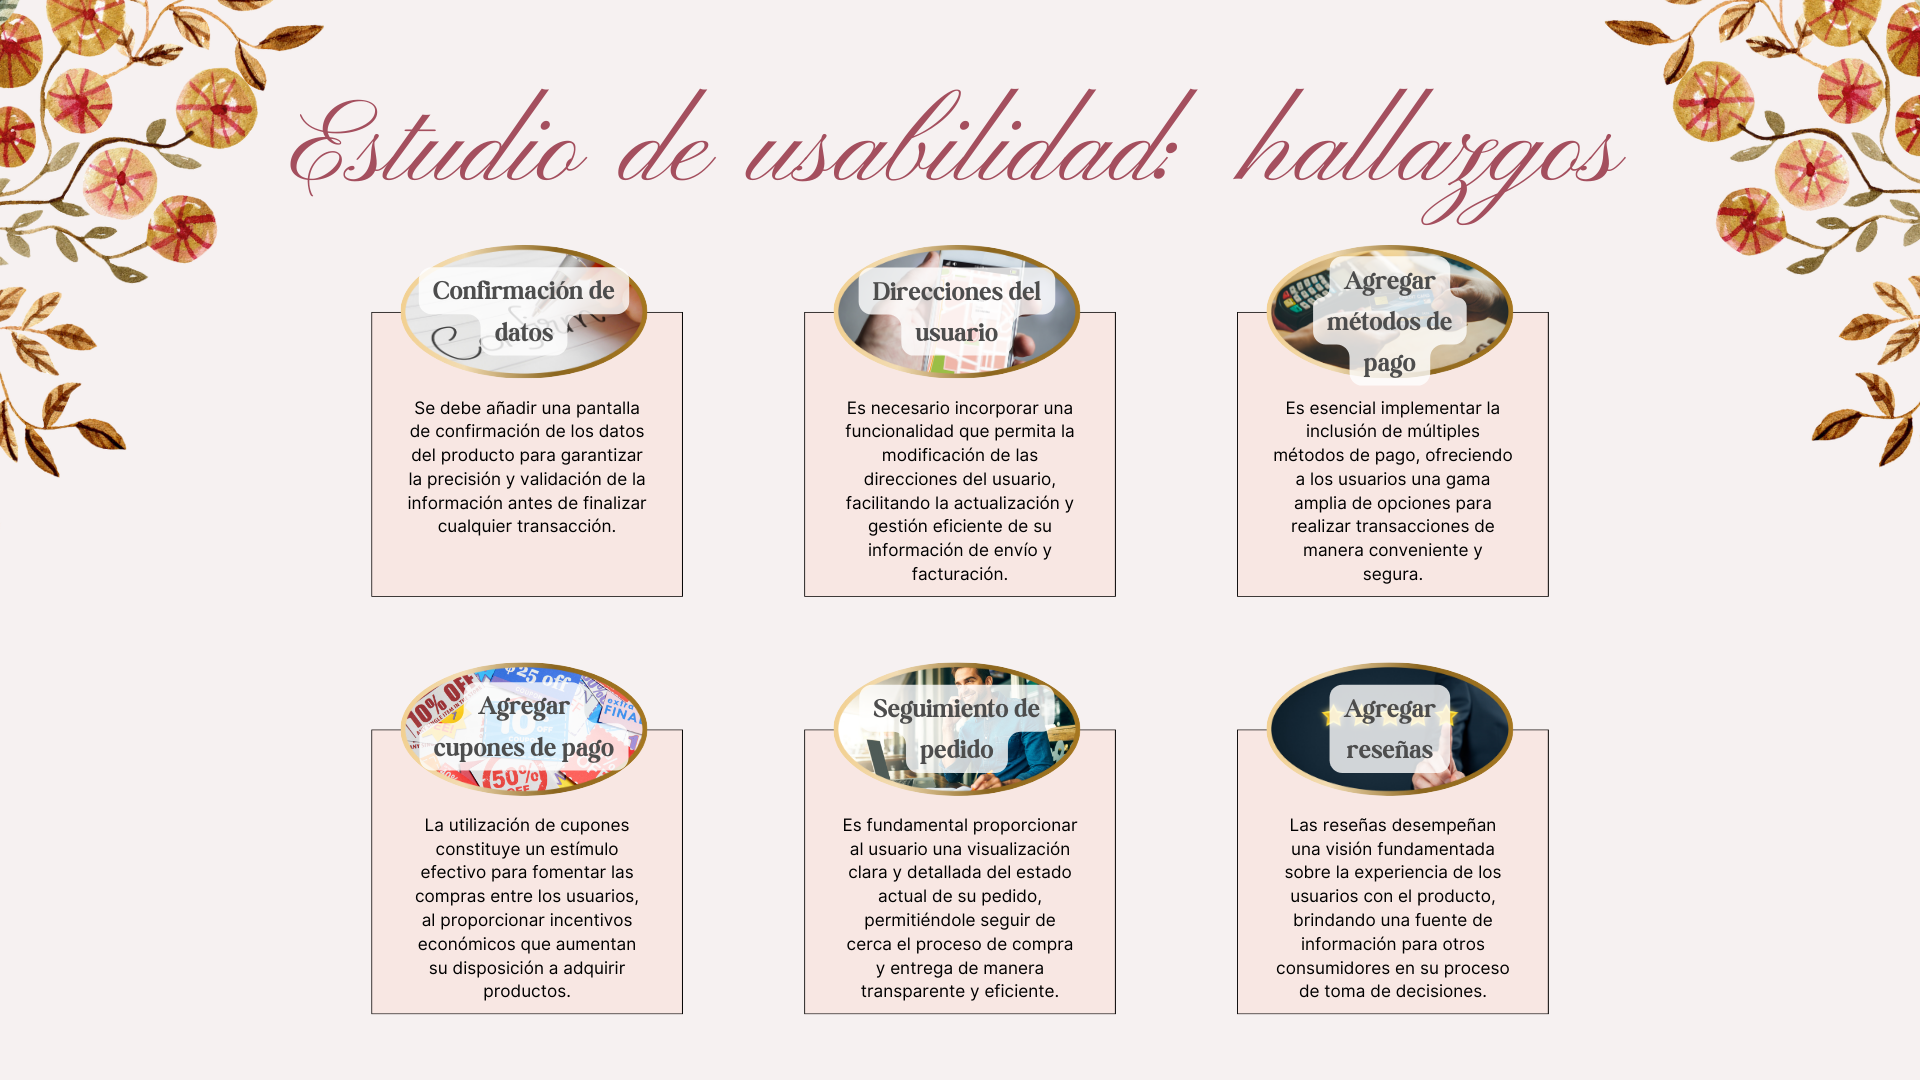 Estudio de usabilidad: hallazgos
Confirmación de
datos
Se debe añadir una pantalla
de confirmación de los datos
del producto para garantizar
la precisión y validación de la
información antes de finalizar
cualquier transacción.
Direcciones del
usuario
Es necesario incorporar una
funcionalidad que permita la
modificación de las
direcciones del usuario,
facilitando la actualización y
gestión eficiente de su
información de envío y
facturación.
Agregar
métodos de
pago
Es esencial implementar la
inclusión de múltiples
métodos de pago, ofreciendo
a los usuarios una gama
amplia de opciones para
realizar transacciones de
manera conveniente y
segura.
10% OFF
$25 off
FINAL
50%
OFF
Agregar
cupones de pago
La utilización de cupones
constituye un estímulo
efectivo para fomentar las
compras entre los usuarios,
al proporcionar incentivos
económicos que aumentan
su disposición a adquirir
productos.
Seguimiento de
pedido
Es fundamental proporcionar
al usuario una visualización
clara y detallada del estado
actual de su pedido,
permitiéndole seguir de
cerca el proceso de compra
y entrega de manera
transparente y eficiente.
Agregar
reseñas
Las reseñas desempeñan
una visión fundamentada
sobre la experiencia de los
usuarios con el producto,
brindando una fuente de
información para otros
consumidores en su proceso
de toma de decisiones.